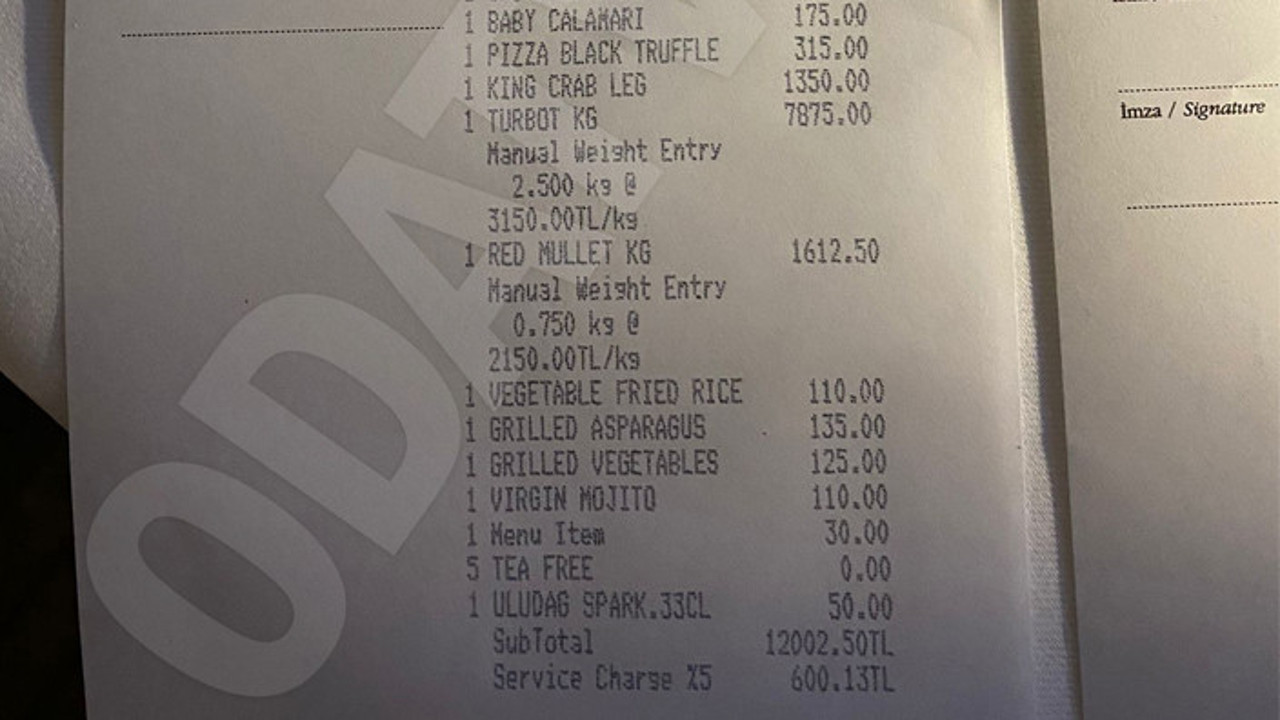 1 BABY CALAMARI 175.00
1 PIZZA BLACK TRUFFLE 315.00
1 KING CRAB LEG 1350.00
1 TURBOT KG 7875.00
Manual Weight Entry
2.500 kg @
3150.00TL/kg
1 RED MULLET KG 1612.50
Manual Weight Entry
0.750 kg @
2150.00TL/kg
1 VEGETABLE FRIED RICE 110.00
1 GRILLED ASPARAGUS 135.00
1 GRILLED VEGETABLES 125.00
1 VIRGIN MOJITO 110.00
1 Menu Item 30.00
5 TEA FREE 0.00
1 ULUDAG SPARK.33CL 50.00
SubTotal 12002.50TL
Service Charge %5 600.13TL
İmza / Signature
ODA